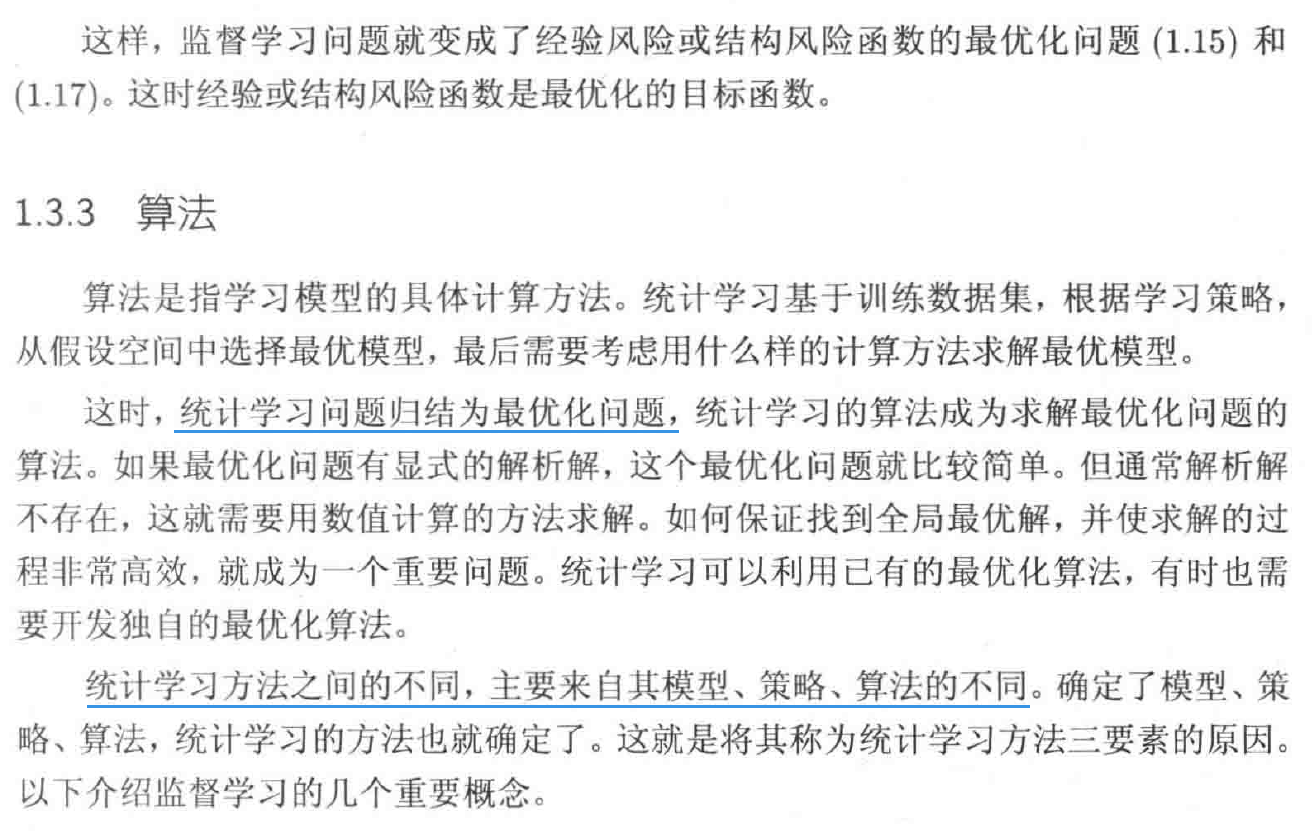 这样，监督学习问题就变成了经验风险或结构风险函数的最优化问题 (1.15) 和
(1.17)。这时经验或结构风险函数是最优化的目标函数。
1.3.3 算法
算法是指学习模型的具体计算方法。统计学习基于训练数据集，根据学习策略，
从假设空间中选择最优模型，最后需要考虑用什么样的计算方法求解最优模型。
这时，统计学习问题归结为最优化问题，统计学习的算法成为求解最优化问题的
算法。如果最优化问题有显式的解析解，这个最优化问题就比较简单。但通常解析解
不存在，这就需要用数值计算的方法求解。如何保证找到全局最优解，并使求解的过
程非常高效，就成为一个重要问题。统计学习可以利用已有的最优化算法，有时也需
要开发独自的最优化算法。
统计学习方法之间的不同，主要来自其模型、策略、算法的不同。确定了模型、策
略、算法，统计学习的方法也就确定了。这就是将其称为统计学习方法三要素的原因。
以下介绍监督学习的几个重要概念。